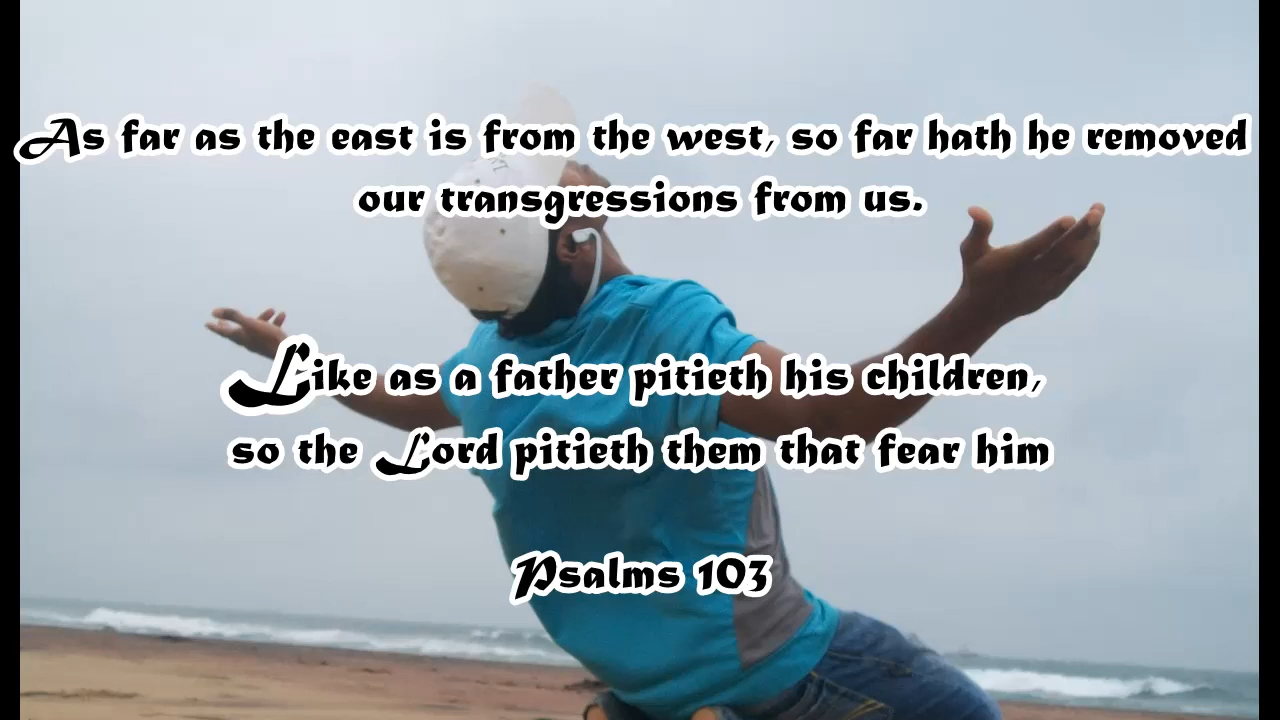 As far as the east is from the west, so far hath he removed
our transgressions from us.
Like as a father pitieth his children,
so the Lord pitieth them that fear him
Psalms 103